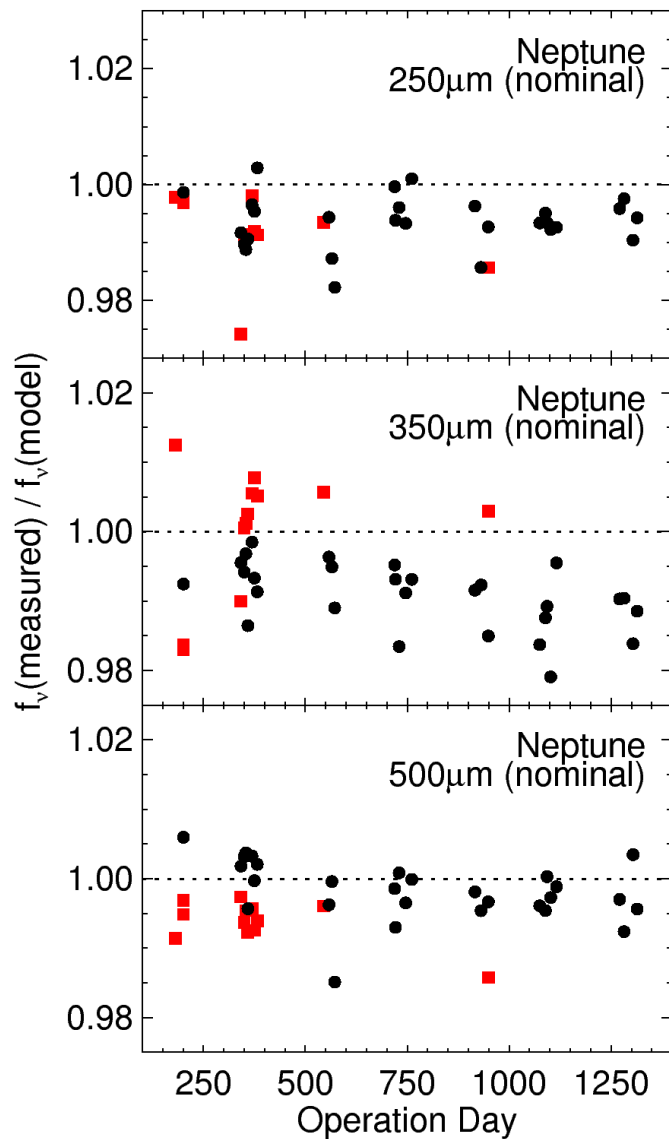 Neptune
250μm (nominal)
1.02
1.00
0.98
Neptune
350μm (nominal)
1.02
1.00
0.98
Neptune
500μm (nominal)
1.02
1.00
0.98
fν(measured) / fν(model)
250 500 750 1000 1250
Operation Day